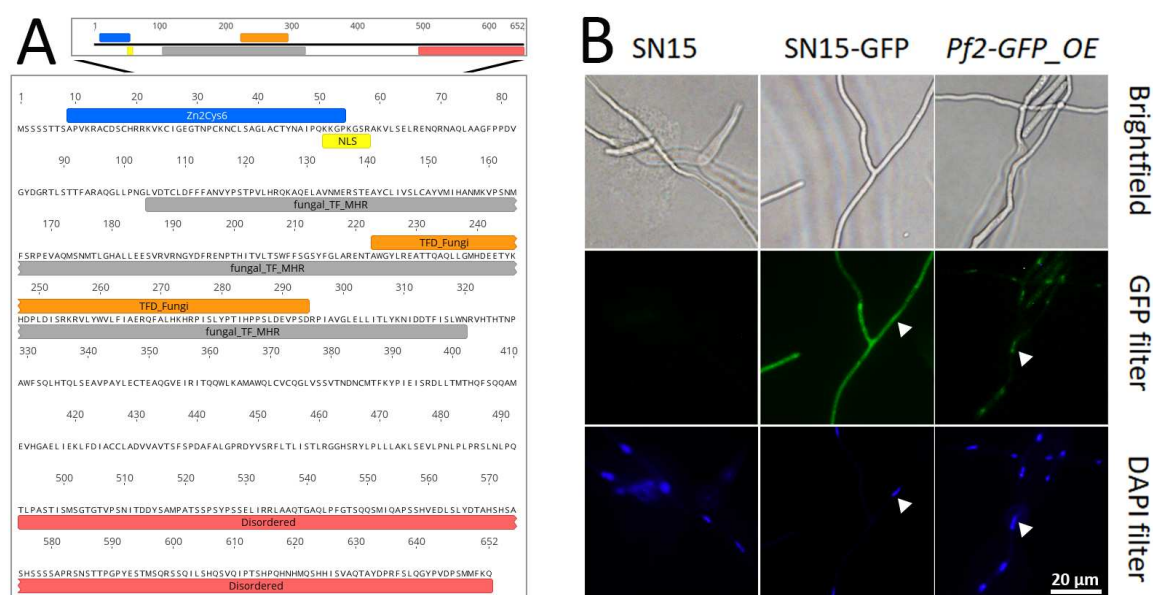 A
1 100 200 300 500 600 652
1 10 20 30 40 50 60 70 80
Zn2Cys6
MSSSSTTSAPVKRACDSCHRRKVKCIGEGTNPCKNCLSAGLACTYNAIPQKKGPKGSRAKVLSELRENQRNAQLAAGFPPDV
NLS
90 100 110 120 130 140 150 160
GYDGRTLSTTFARAQGLLPNGLVDTCLDFFFANVYPSTPVLHRQKAQELAVNMERSTEAYCLIVSLCAYVMIHANMKVPSNM
fungal_TF_MHR
170 180 190 200 210 220 230 240
TFD_Fungi
FSRPEVAQMSNMTLGHALLEESVRVRNGYDFRENPTHITVLTSWFFSGSYFGLARENTAWGYLREATTQAQLLGMHDEETYK
fungal_TF_MHR
250 260 270 280 290 300 310 320
TFD_Fungi
HDPLDISRKRVLYWVLFIAERQFALHKHRPISLYPTIHPPSLDEVPSDRPIAVGLELLITLYKNIDDTFISLWNRVHTHTNP
fungal_TF_MHR
330 340 350 360 370 380 390 400 410
AWFSQLHTQLSEAVPAYLECTEAQGVEIRITQQWLKAMAWQLCVCQGLVSSVTNDNCMTFKYPIEISRDLLTMTHQFSQQAM
420 430 440 450 460 470 480 490
EVHGAELIEKLFDIACCLADVVAVTSFSPDAFALGPRDYVSRFLTLISTLRGGHSRYLPLLLAKLSEVLPNLPLPRSLNLPQ
500 510 520 530 540 550 560 570
TLPASTISMSGTGTVPSNITDDYSAMPATSSPSYPSSELIRRLAAQTGAQLPFGTSQQSMIQAPSSHVEDLSLYDTAHSHSA
Disordered
580 590 600 610 620 630 640 652
SHSSSSAPRSNSTTPGPYESTMSQRSSQILSHQSVQIPTSHPQHNHMQSHHISVAQTAYDPRFSLQGYPVDPSMMFKQ
Disordered
B
SN15 SN15-GFP Pf2-GFP_OE
Brightfield
GFP filter
DAPI filter
20 µm